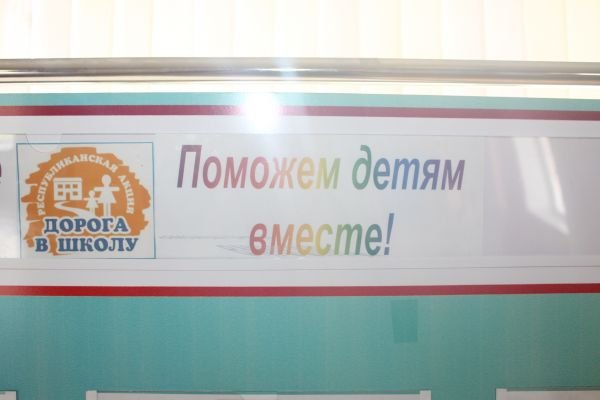 РЕСПУБЛИКАНСКАЯ АКЦИЯ
ДОРОГА
В ШКОЛУ
Поможем детям
вместе!